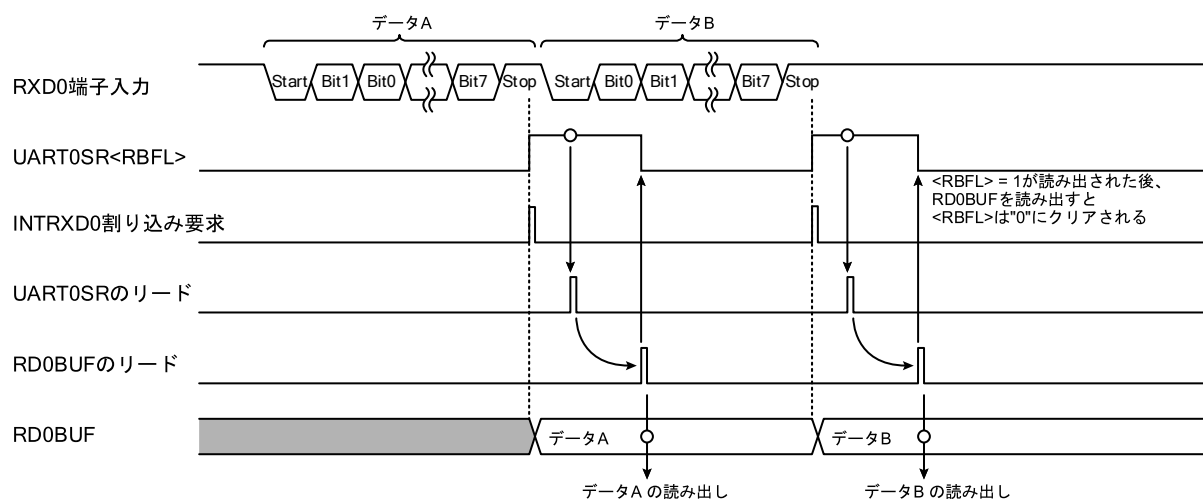 データA データB
RXD0端子入力 Start Bit1 Bit0 Bit7 Stop Start Bit0 Bit1 Bit7 Stop
UART0SR<RBFL>
<RBFL> = 1が読み出された後、
RD0BUFを読み出すと
<RBFL>は"0"にクリアされる
INTRXD0割り込み要求
UART0SRのリード
RD0BUFのリード
RD0BUF データA データB
データA の読み出し データB の読み出し